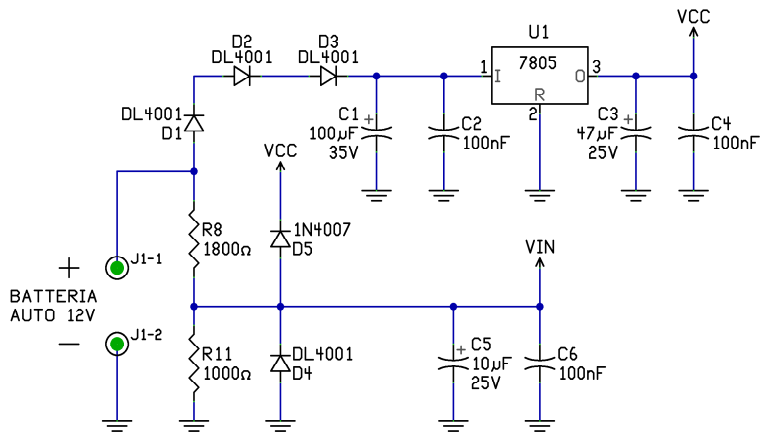 VCC
U1
D2
DL4001
D3
DL4001
1
7805
3
I
O
R
2
DL4001
D1
C1
+
100µF
35V
C2
100nF
C3
+
47µF
25V
C4
100nF
VCC
R8
1800Ω
1N4007
D5
VIN
+
J1-1
BATTERIA
AUTO 12V
J1-2
−
R11
1000Ω
DL4001
D4
C5
+
10µF
25V
C6
100nF